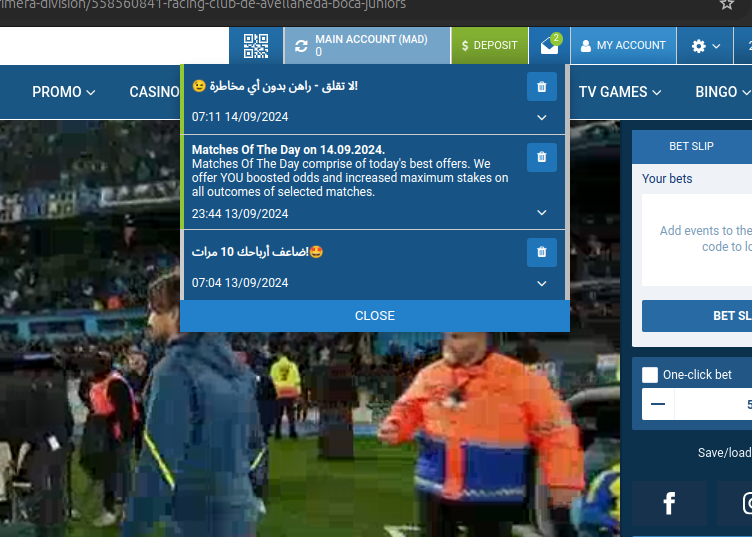 rimera-division/558560841-racing-club-de-avellaneda-boca-juniors
MAIN ACCOUNT (MAD)
0
$ DEPOSIT
2
MY ACCOUNT
PROMO
CASINO
TV GAMES
BINGO
😉 لا تقلق - راهن بدون أي مخاطرة!
07:11 14/09/2024
Matches Of The Day on 14.09.2024.
Matches Of The Day comprise of today's best offers. We
offer YOU boosted odds and increased maximum stakes on
all outcomes of selected matches.
23:44 13/09/2024
ضاعف أرباحك 10 مرات!🤩
07:04 13/09/2024
CLOSE
BET SLIP
Your bets
Add events to the
code to lo
BET SL
One-click bet
5
Save/load